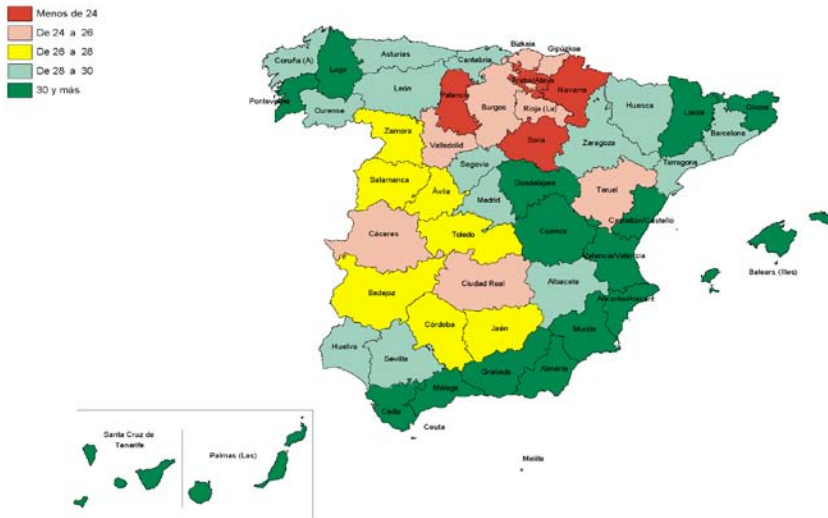 Menos de 24
De 24 a 26
De 26 a 28
De 28 a 30
30 y más
Coruña (A)
Lugo
Asturias
Cantabria
Bizkaia
Gipúzkoa
Araba/Álava
Navarra
Pontevedra
Ourense
León
Palencia
Burgos
Rioja (La)
Huesca
Lleida
Girona
Barcelona
Zamora
Valladolid
Soria
Zaragoza
Tarragona
Segovia
Salamanca
Ávila
Madrid
Guadalajara
Teruel
Castellón/Castelló
Cáceres
Toledo
Cuenca
Valencia/València
Balears (Illes)
Badajoz
Ciudad Real
Albacete
Alicante/Alacant
Córdoba
Jaén
Murcia
Huelva
Sevilla
Granada
Almería
Málaga
Cádiz
Ceuta
Melilla
Santa Cruz de
Tenerife
Palmas (Las)